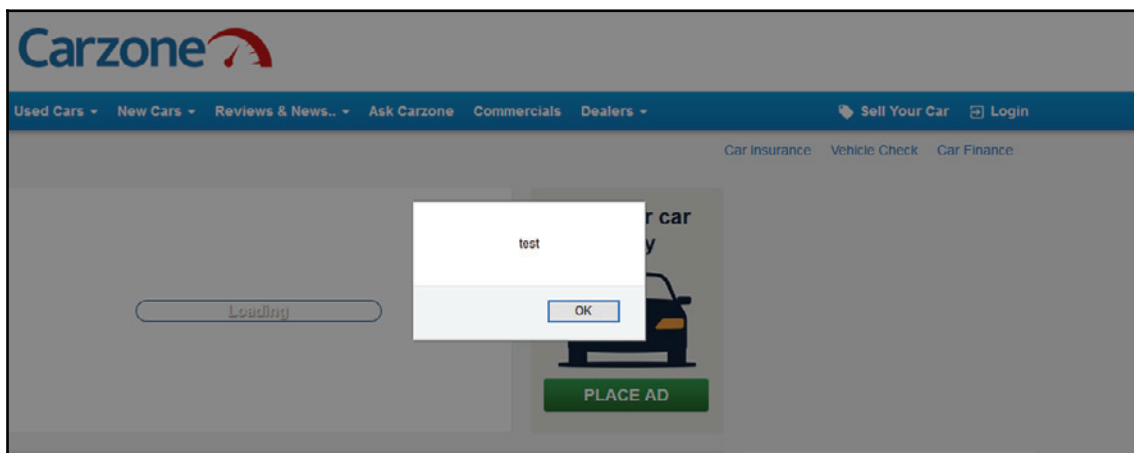 Carzone
Used Cars New Cars Reviews & News.. Ask Carzone Commercials Dealers Sell Your Car Login
Car Insurance Vehicle Check Car Finance
r car
y
test
Loading
OK
PLACE AD